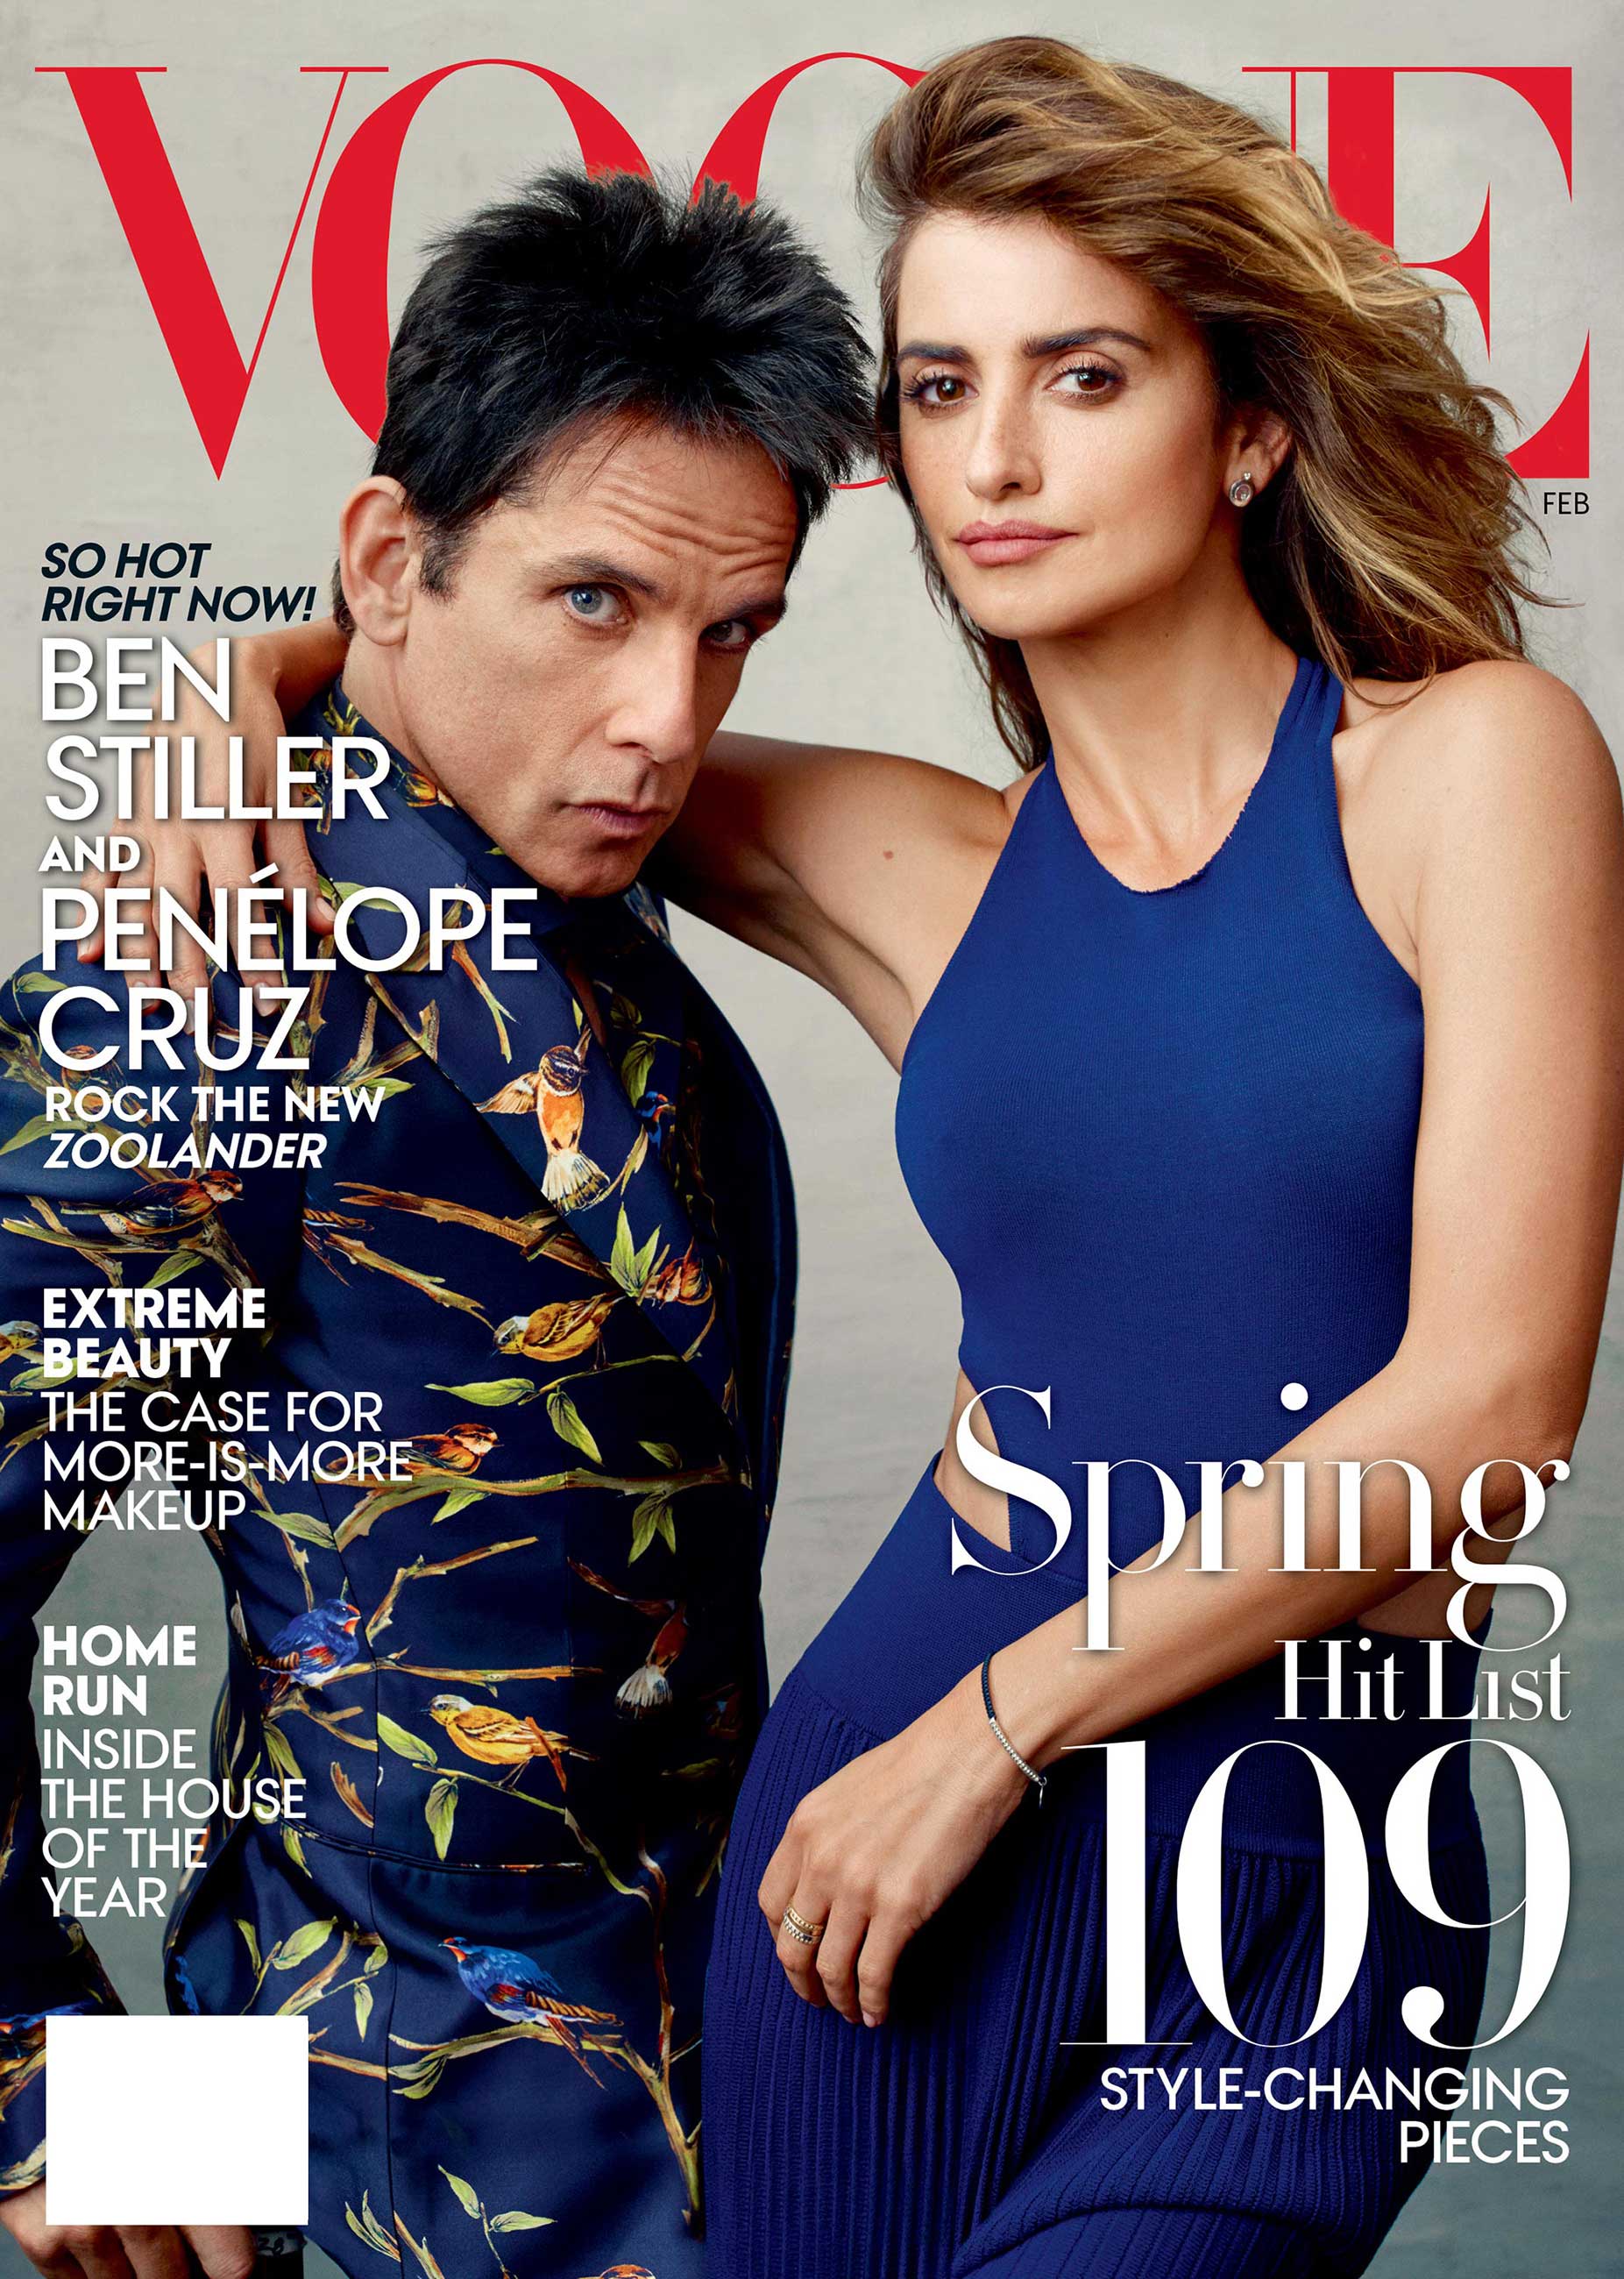 VOGUE
FEB
SO HOT
RIGHT NOW!
BEN
STILLER
AND
PENÉLOPE
CRUZ
ROCK THE NEW
ZOOLANDER
EXTREME
BEAUTY
THE CASE FOR
MORE-IS-MORE
MAKEUP
HOME
RUN
INSIDE
THE HOUSE
OF THE
YEAR
Spring
Hit List
109
STYLE-CHANGING
PIECES